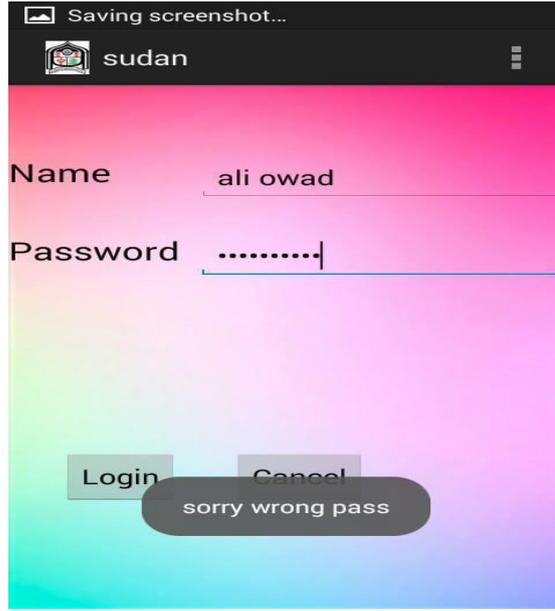 Saving screenshot...
sudan
Name ali owad
Password ••••••••••
Login Cancel
sorry wrong pass